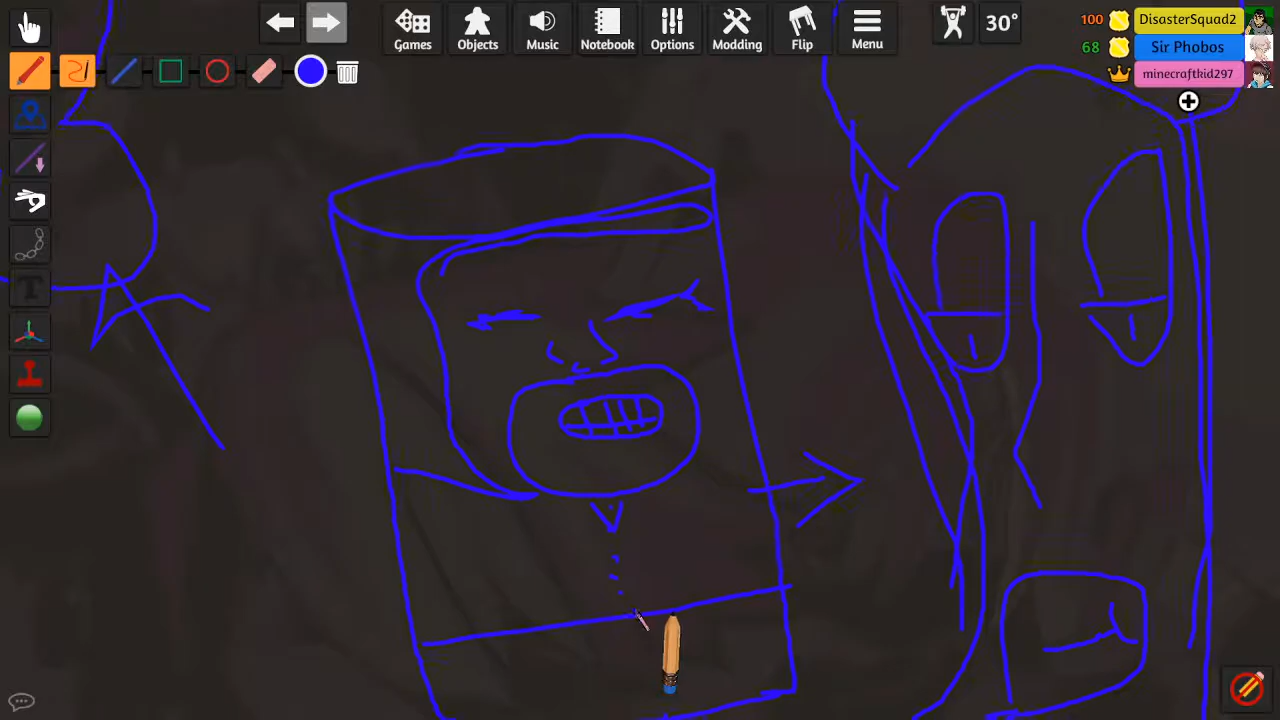 Games
Objects
Music
Notebook
Options
Modding
Flip
Menu
30°
100
DisasterSquad2
68
Sir Phobos
minecraftkid297
T